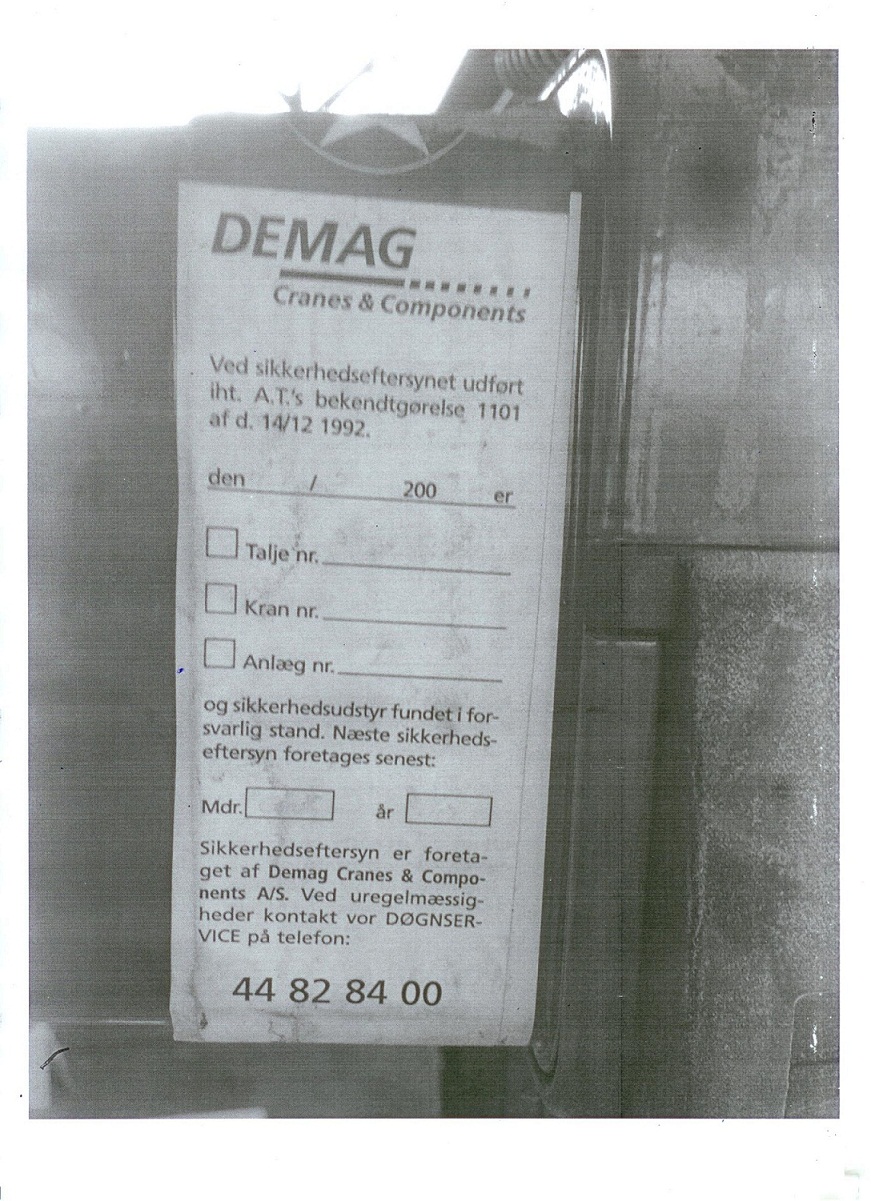 DEMAG
Cranes & Components
Ved sikkerhedseftersynet udført
iht. A.T.'s bekendtgørelse 1101
af d. 14/12 1992.
den / 200 er
Talje nr.
Kran nr.
Anlæg nr.
og sikkerhedsudstyr fundet i for-
svarlig stand. Næste sikkerheds-
eftersyn foretages senest:
Mdr. år
Sikkerhedseftersyn er foreta-
get af Demag Cranes & Compo-
nents A/S. Ved uregelmæssig-
heder kontakt vor DØGNSER-
VICE på telefon:
44 82 84 00